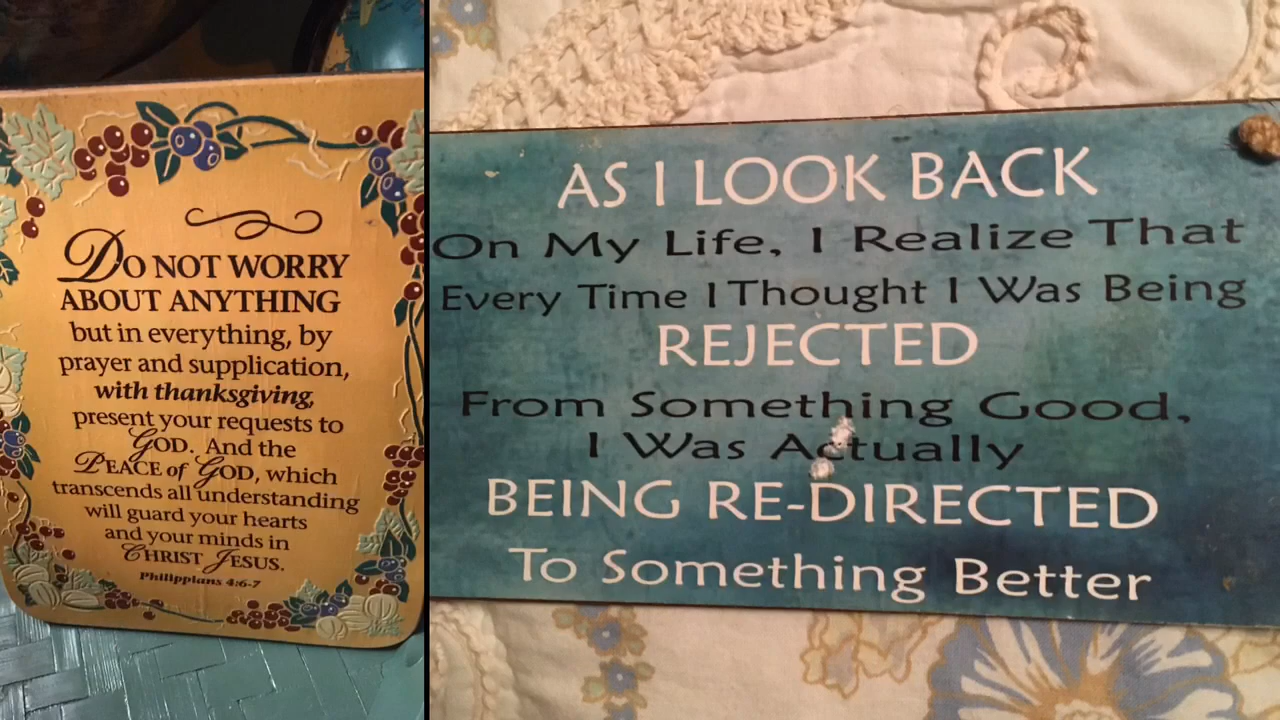 DO NOT WORRY
ABOUT ANYTHING
but in everything, by
prayer and supplication,
with thanksgiving,
present your requests to
GOD. And the
PEACE of GOD, which
transcends all understanding
will guard your hearts
and your minds in
CHRIST JESUS.
Philippians 4:6-7
AS I LOOK BACK
On My Life, I Realize That
Every Time I Thought I Was Being
REJECTED
From Something Good,
I Was Actually
BEING RE-DIRECTED
To Something Better